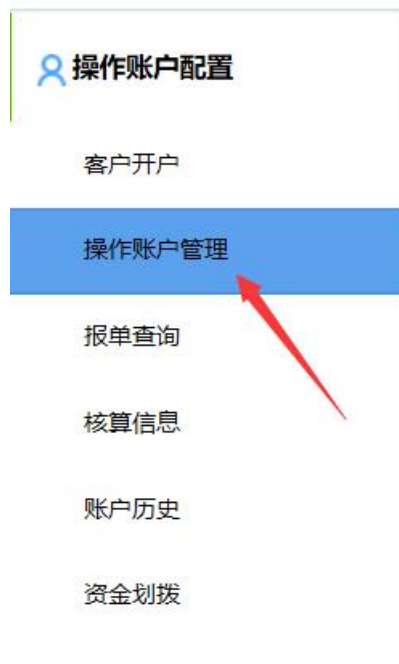 操作账户配置
客户开户
操作账户管理
报单查询
核算信息
账户历史
资金划拨